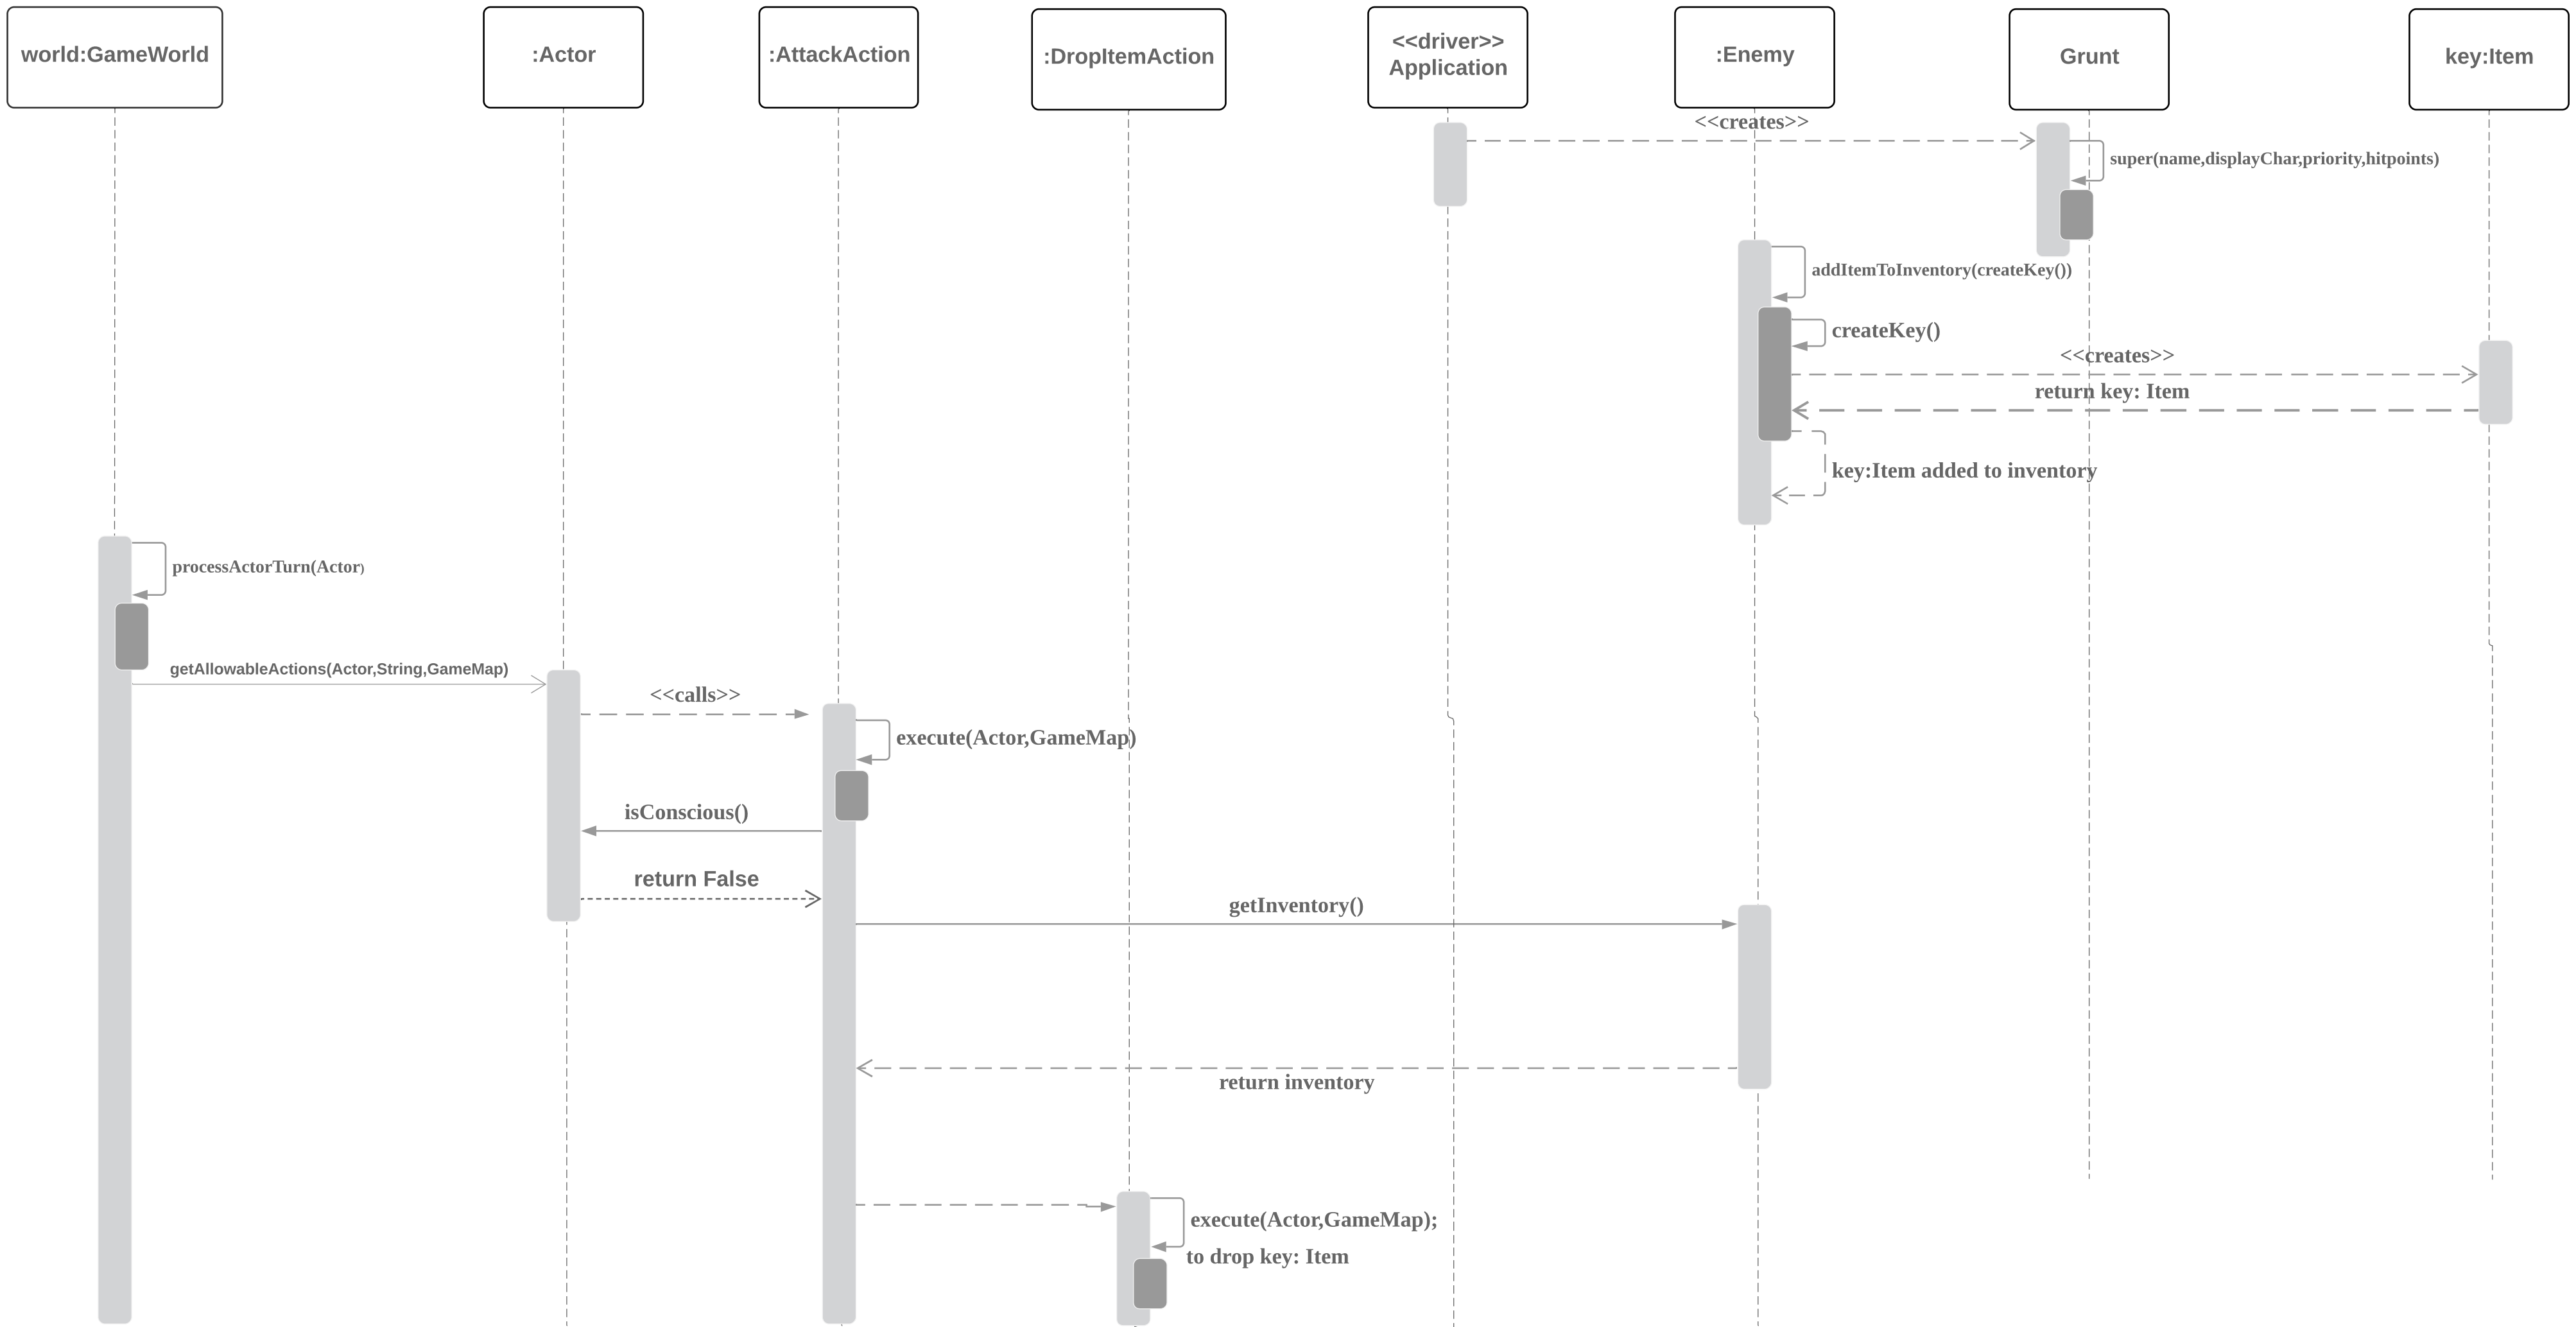 world:GameWorld
:Actor
:AttackAction
:DropItemAction
<<driver>>
Application
:Enemy
Grunt
key:Item
<<creates>>
super(name,displayChar,priority,hitpoints)
addItemToInventory(createKey())
createKey()
<<creates>>
return key: Item
key:Item added to inventory
processActorTurn(Actor)
getAllowableActions(Actor,String,GameMap)
<<calls>>
execute(Actor,GameMap)
isConscious()
return False
getInventory()
return inventory
execute(Actor,GameMap);
to drop key: Item